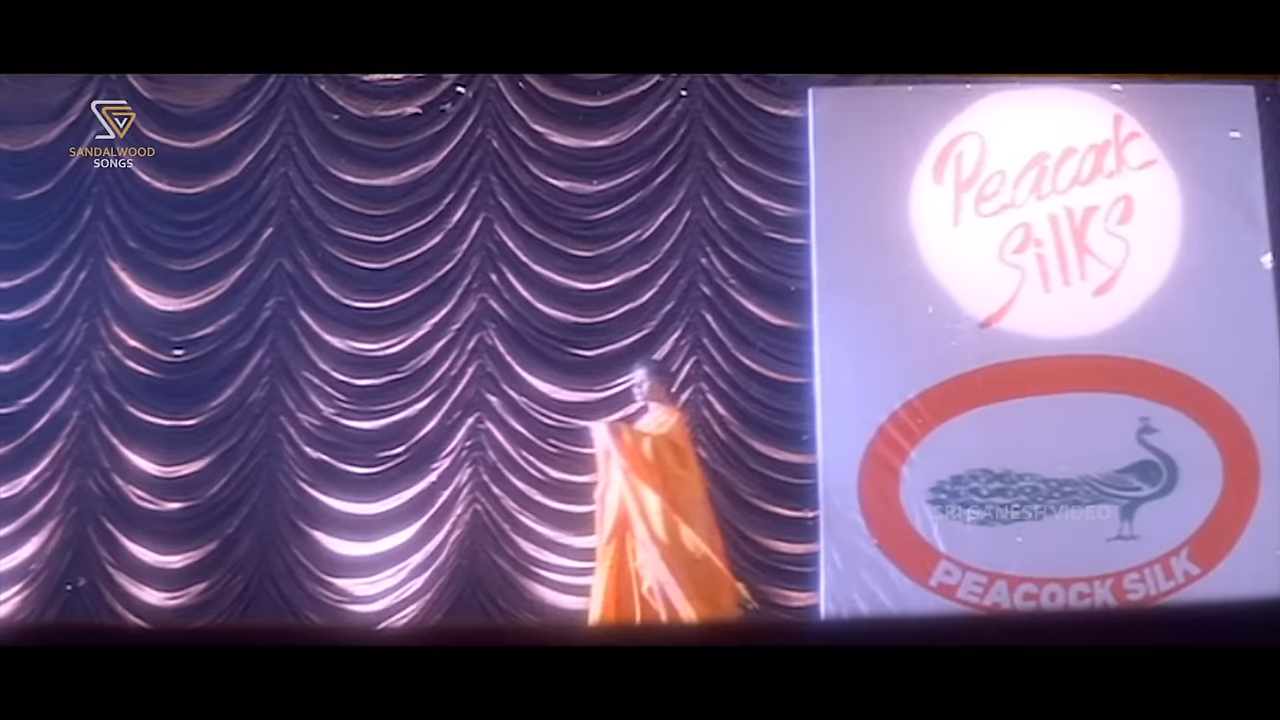 SANDALWOOD
SONGS
Peacock
Silks
SRI GANESH VIDEO
PEACOCK SILK